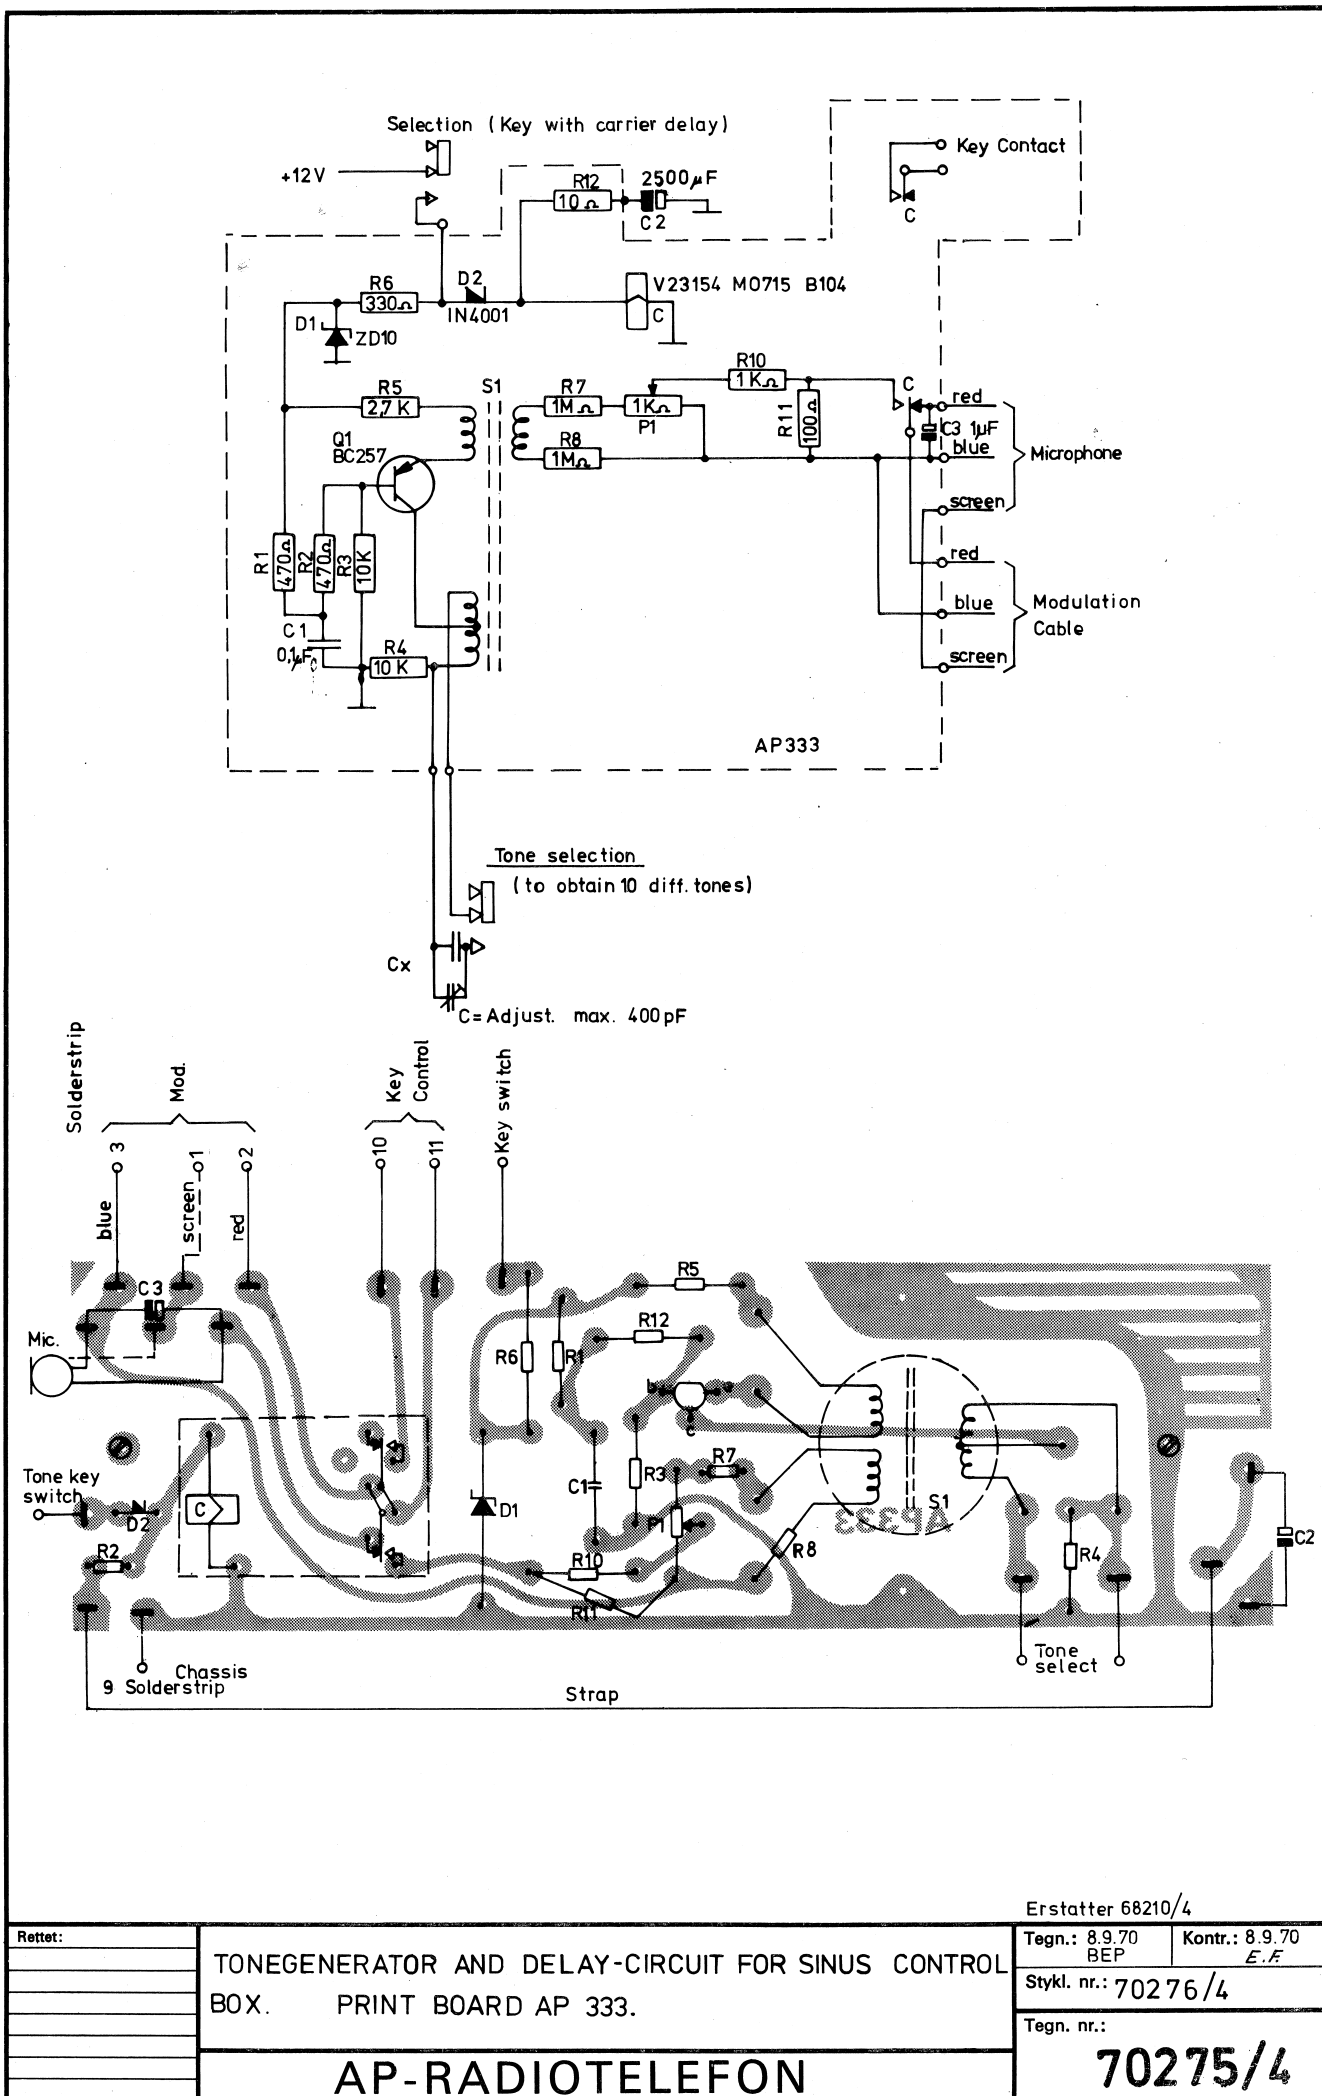 Selection (Key with carrier delay)
+12V
R12
10Ω
2500µF
C2
Key Contact
C
R6
330Ω
D2
IN4001
V23154 MO715 B104
C
D1
ZD10
R5
2,7 K
S1
R7
1MΩ
1KΩ
P1
R8
1MΩ
R10
1KΩ
R11
100Ω
C
red
C3 1µF
blue
Microphone
screen
Q1
BC257
R1
470Ω
R2
470Ω
R3
10K
red
blue
Modulation
Cable
screen
C1
0,1µF
R4
10 K
AP333
Tone selection
(to obtain 10 diff. tones)
Cx
C=Adjust. max. 400pF
Solderstrip
Mod.
Key
Control
Key switch
3
1
2
10
11
blue
screen
red
C3
Mic.
R5
R12
R6
R1
b
e
c
Tone key
switch
D2
C
R2
D1
C1
R3
R7
P1
R10
R11
R8
S1
AP333
R4
C2
Chassis
9 Solderstrip
Tone
select
Strap
Erstatter 68210/4
Rettet:
TONEGENERATOR AND DELAY-CIRCUIT FOR SINUS CONTROL
BOX. PRINT BOARD AP 333.
Tegn.: 8.9.70
BEP
Kontr.: 8.9.70
E.F.
Stykl. nr.: 70276/4
Tegn. nr.:
70275/4
AP-RADIOTELEFON